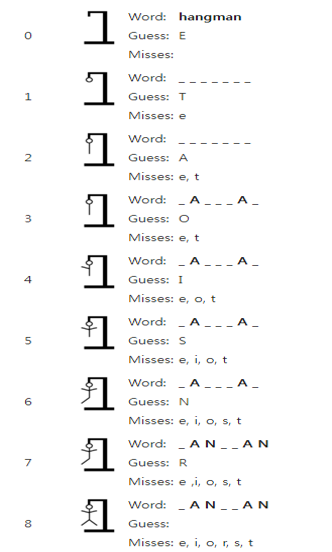 Word: hangman
0 Guess: E
Misses:
Word: _ _ _ _ _ _ _
1 Guess: T
Misses: e
Word: _ _ _ _ _ _ _
2 Guess: A
Misses: e, t
Word: _ A _ _ _ A _
3 Guess: O
Misses: e, t
Word: _ A _ _ _ A _
4 Guess: I
Misses: e, o, t
Word: _ A _ _ _ A _
5 Guess: S
Misses: e, i, o, t
Word: _ A _ _ _ A _
6 Guess: N
Misses: e, i, o, s, t
Word: _ A N _ _ A N
7 Guess: R
Misses: e ,i, o, s, t
Word: _ A N _ _ A N
8 Guess:
Misses: e, i, o, r, s, t